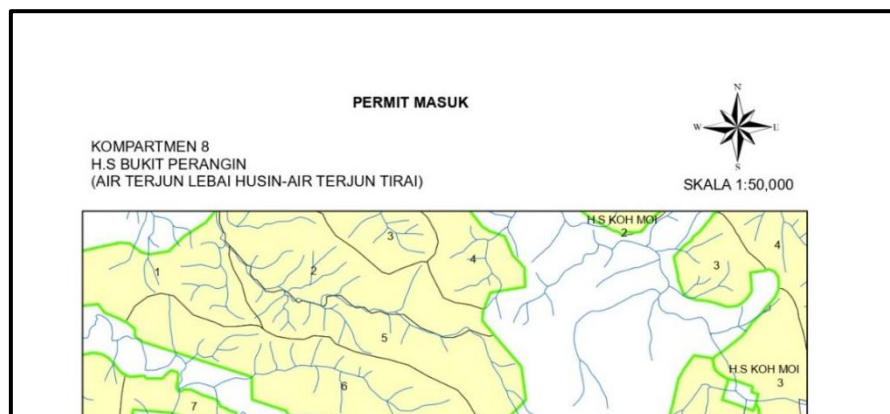 PERMIT MASUK
N
W E
S
KOMPARTMEN 8
H.S BUKIT PERANGIN
(AIR TERJUN LEBAI HUSIN-AIR TERJUN TIRAI)
SKALA 1:50,000
H.S KOH MOI
2
3
4
1
2
3
4
5
H.S KOH MOI
3
6
7